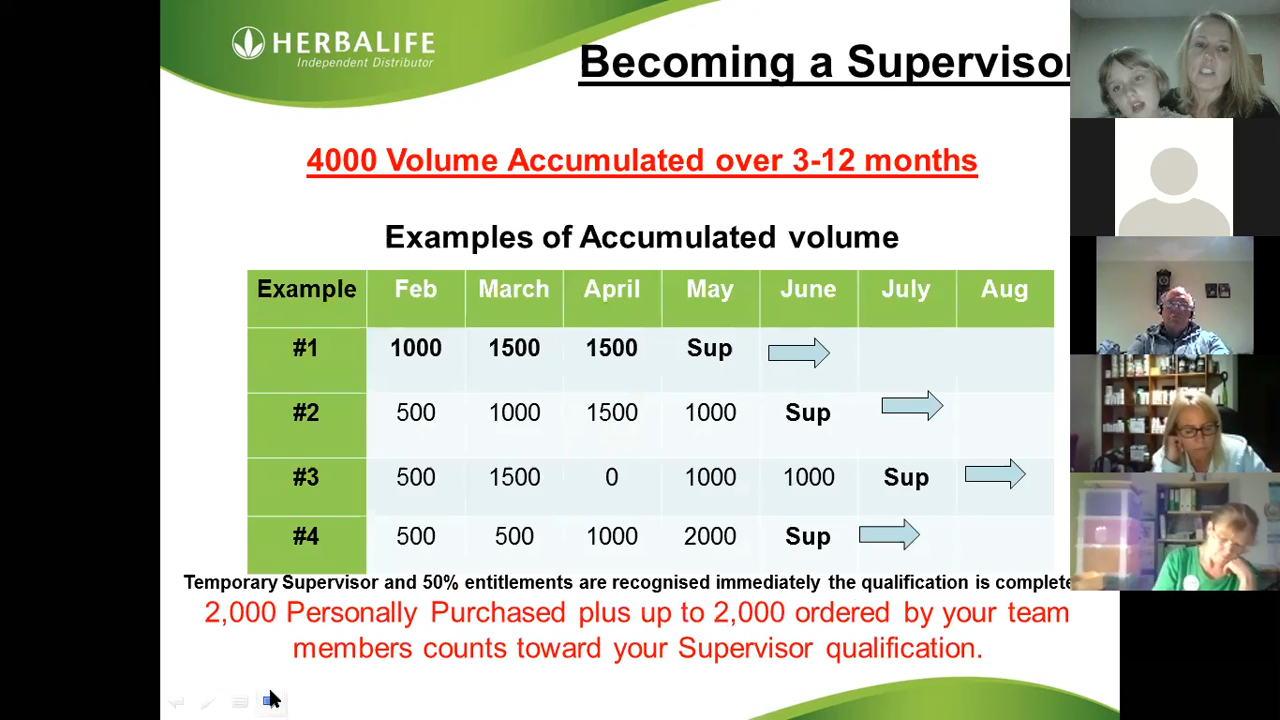 HERBALIFE
Independent Distributor
Becoming a Supervisor
4000 Volume Accumulated over 3-12 months
Examples of Accumulated volume
Example Feb March April May June July Aug
#1 1000 1500 1500 Sup
#2 500 1000 1500 1000 Sup
#3 500 1500 0 1000 1000 Sup
#4 500 500 1000 2000 Sup
Temporary Supervisor and 50% entitlements are recognised immediately the qualification is complete
2,000 Personally Purchased plus up to 2,000 ordered by your team
members counts toward your Supervisor qualification.